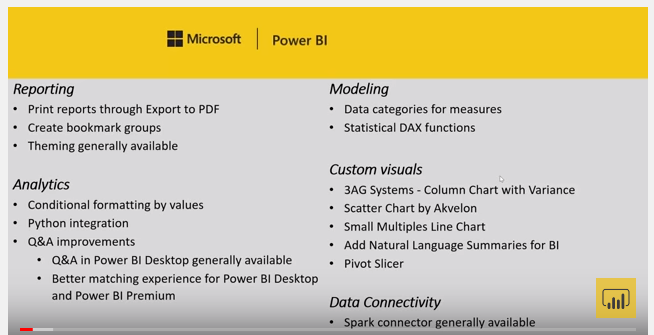 Microsoft | Power BI
Reporting
• Print reports through Export to PDF
• Create bookmark groups
• Theming generally available
Analytics
• Conditional formatting by values
• Python integration
• Q&A improvements
• Q&A in Power BI Desktop generally available
• Better matching experience for Power BI Desktop
and Power BI Premium
Modeling
• Data categories for measures
• Statistical DAX functions
Custom visuals
• 3AG Systems - Column Chart with Variance
• Scatter Chart by Akvelon
• Small Multiples Line Chart
• Add Natural Language Summaries for BI
• Pivot Slicer
Data Connectivity
• Spark connector generally available